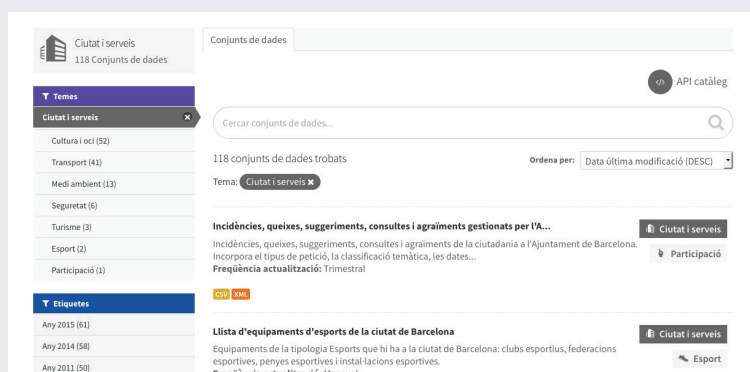 Ciutat i serveis
118 Conjunts de dades
Conjunts de dades
</> API catàleg
Temes
Ciutat i serveis
Cultura i oci (52)
Transport (41)
Medi ambient (13)
Seguretat (6)
Turisme (3)
Esport (2)
Participació (1)
Etiquetes
Any 2015 (61)
Any 2014 (58)
Any 2011 (50)
Cercar conjunts de dades...
118 conjunts de dades trobats
Ordena per: Data última modificació (DESC)
Tema: Ciutat i serveis ×
Incidències, queixes, suggeriments, consultes i agraïments gestionats per l'A...
Ciutat i serveis
Incidències, queixes, suggeriments, consultes i agraïments de la ciutadania a l'Ajuntament de Barcelona.
Participació
Incorpora el tipus de petició, la classificació temàtica, les dates...
Freqüència actualització: Trimestral
CSV XML
Llista d'equipaments d'esports de la ciutat de Barcelona
Ciutat i serveis
Equipaments de la tipologia Esports que hi ha a la ciutat de Barcelona: clubs esportius, federacions
Esport
esportives, penyes esportives i instal·lacions esportives.